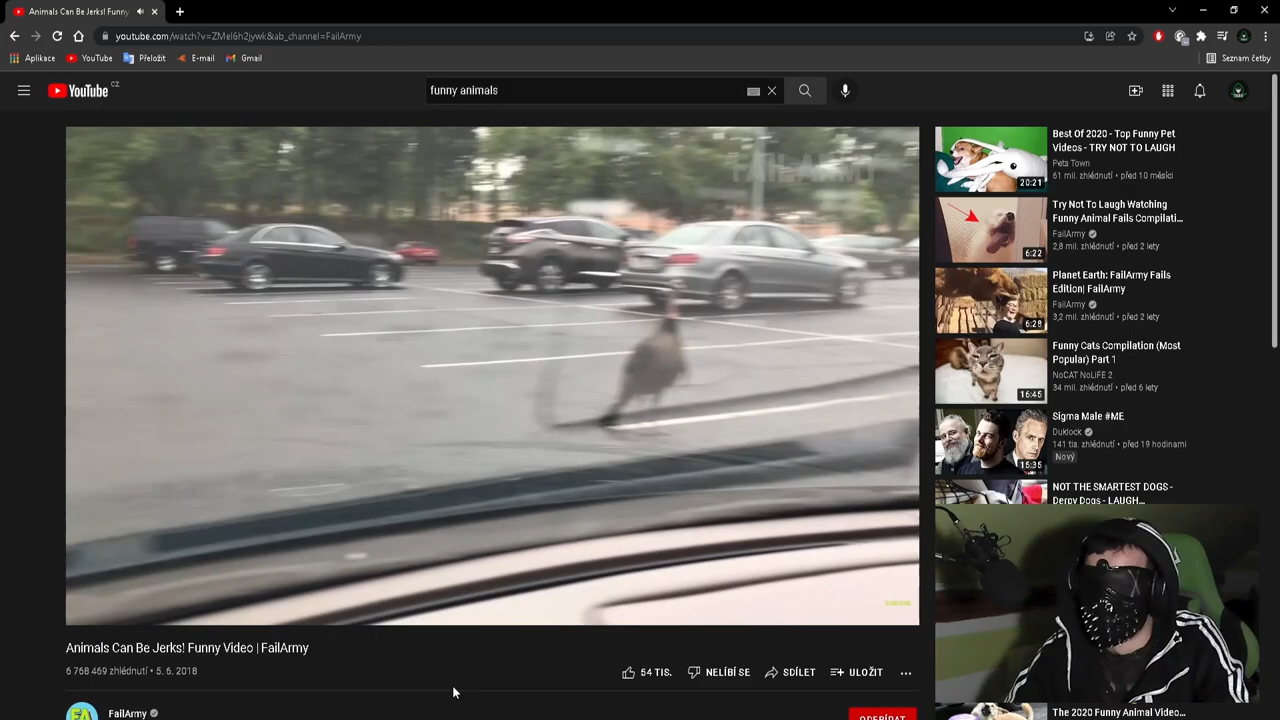 Animals Can Be Jerks! Funny
youtube.com/watch?v=ZMel6h2jywk&ab_channel=FailArmy
Aplikace
YouTube
Přeložit
E-mail
Gmail
Seznam četby
YouTube CZ
funny animals
FAILARMY
SUBSCRIBE
Best Of 2020 - Top Funny Pet
Videos - TRY NOT TO LAUGH
Pets Town
61 mil. zhlédnutí • před 10 měsíci
20:21
Try Not To Laugh Watching
Funny Animal Fails Compilati...
FailArmy
2,8 mil. zhlédnutí • před 2 lety
6:22
Planet Earth: FailArmy Fails
Edition| FailArmy
FailArmy
3,2 mil. zhlédnutí • před 2 lety
6:28
Funny Cats Compilation (Most
Popular) Part 1
NoCAT NoLiFE 2
34 mil. zhlédnutí • před 6 lety
16:45
Sigma Male #ME
Duklock
141 tis. zhlédnutí • před 19 hodinami
Nový
15:35
NOT THE SMARTEST DOGS -
Derpy Dogs - LAUGH...
Animals Can Be Jerks! Funny Video | FailArmy
6 768 469 zhlédnutí • 5. 6. 2018
54 TIS.
NELÍBÍ SE
SDÍLET
ULOŽIT
FA
FailArmy
ODEBÍRAT
The 2020 Funny Animal Video...